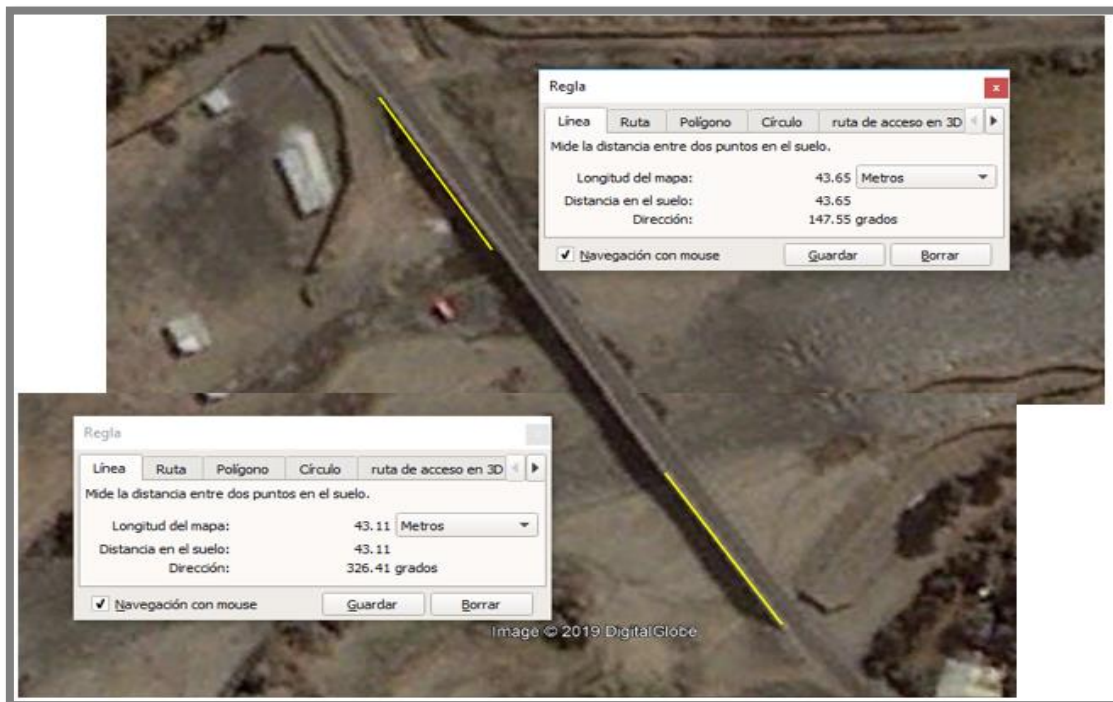 Regla
x
Línea Ruta Polígono Círculo ruta de acceso en 3D
Mide la distancia entre dos puntos en el suelo.
Longitud del mapa: 43.65 Metros
Distancia en el suelo: 43.65
Dirección: 147.55 grados
Navegación con mouse Guardar Borrar
Regla
Línea Ruta Polígono Círculo ruta de acceso en 3D
Mide la distancia entre dos puntos en el suelo.
Longitud del mapa: 43.11 Metros
Distancia en el suelo: 43.11
Dirección: 326.41 grados
Navegación con mouse Guardar Borrar
Image © 2019 DigitalGlobe